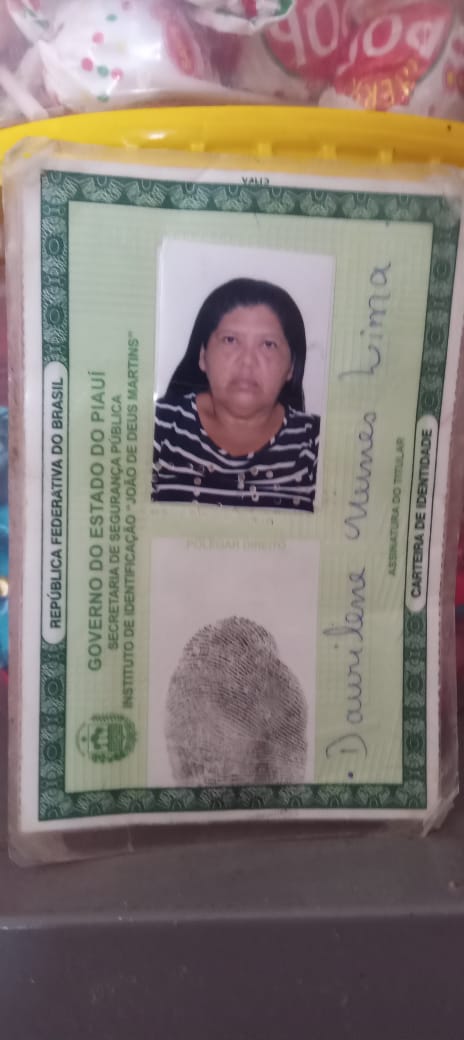 REPÚBLICA FEDERATIVA DO BRASIL
GOVERNO DO ESTADO DO PIAUÍ
SECRETARIA DE SEGURANÇA PÚBLICA
INSTITUTO DE IDENTIFICAÇÃO "JOÃO DE DEUS MARTINS"
POLEGAR DIREITO
Daurilene Nunes Lima
ASSINATURA DO TITULAR
CARTEIRA DE IDENTIDADE